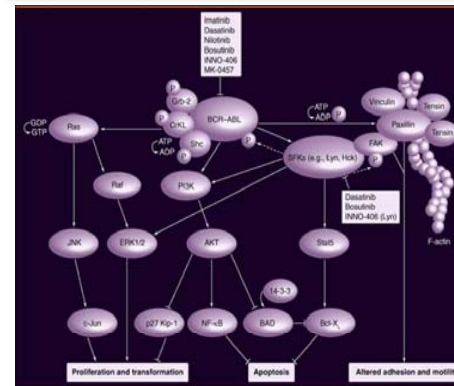 Imatinib
Dasatinib
Nilotinib
Bosutinib
INNO-406
MK-0457
P
Grb-2
P
CrKL
BCR-ABL
Shc
P
GDP
GTP
Ras
ATP
ADP
ATP
ADP
P
Vinculin
Tensin
Paxillin
Tensin
FAK
P
P
SFKs (e.g., Lyn, Hck)
Raf
PI3K
Dasatinib
Bosutinib
INNO-406 (Lyn)
F-actin
JNK
ERK1/2
AKT
Stat5
14-3-3
c-Jun
p27 Kip-1
NF-κB
BAD
Bcl-XL
Proliferation and transformation
Apoptosis
Altered adhesion and motilit